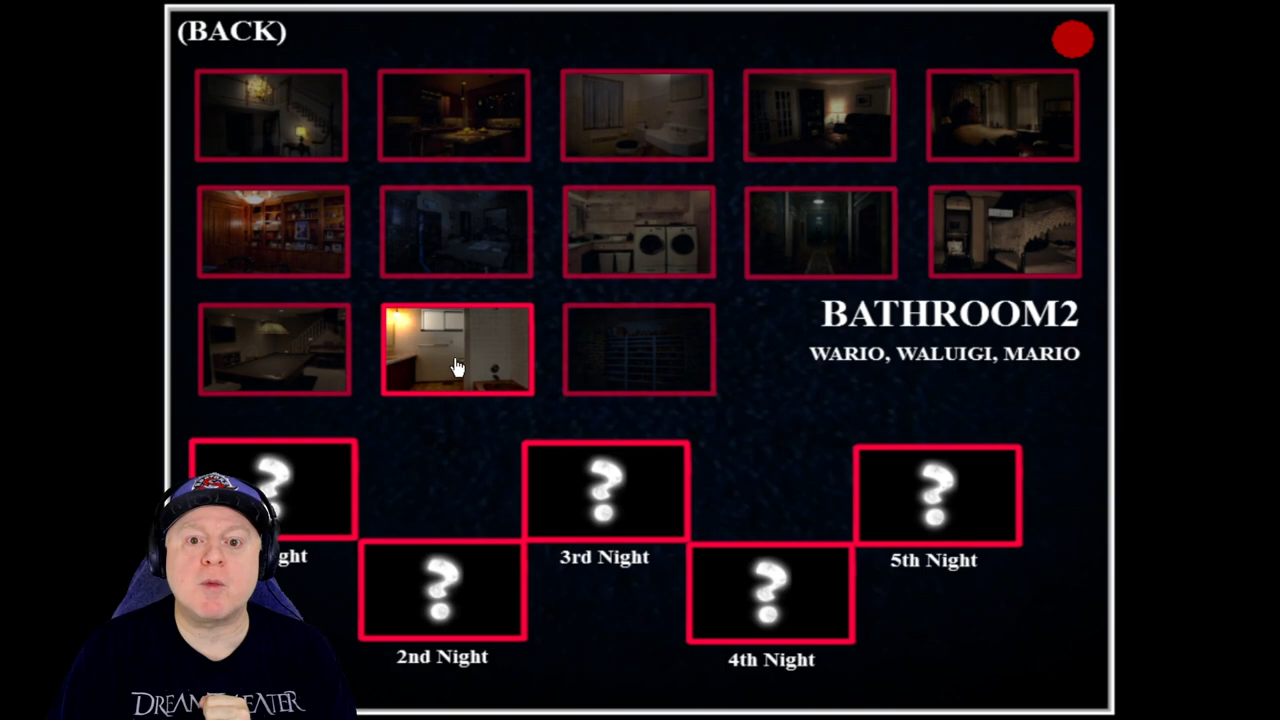 (BACK)
BATHROOM2
WARIO, WALUIGI, MARIO
ght
3rd Night
5th Night
2nd Night
4th Night